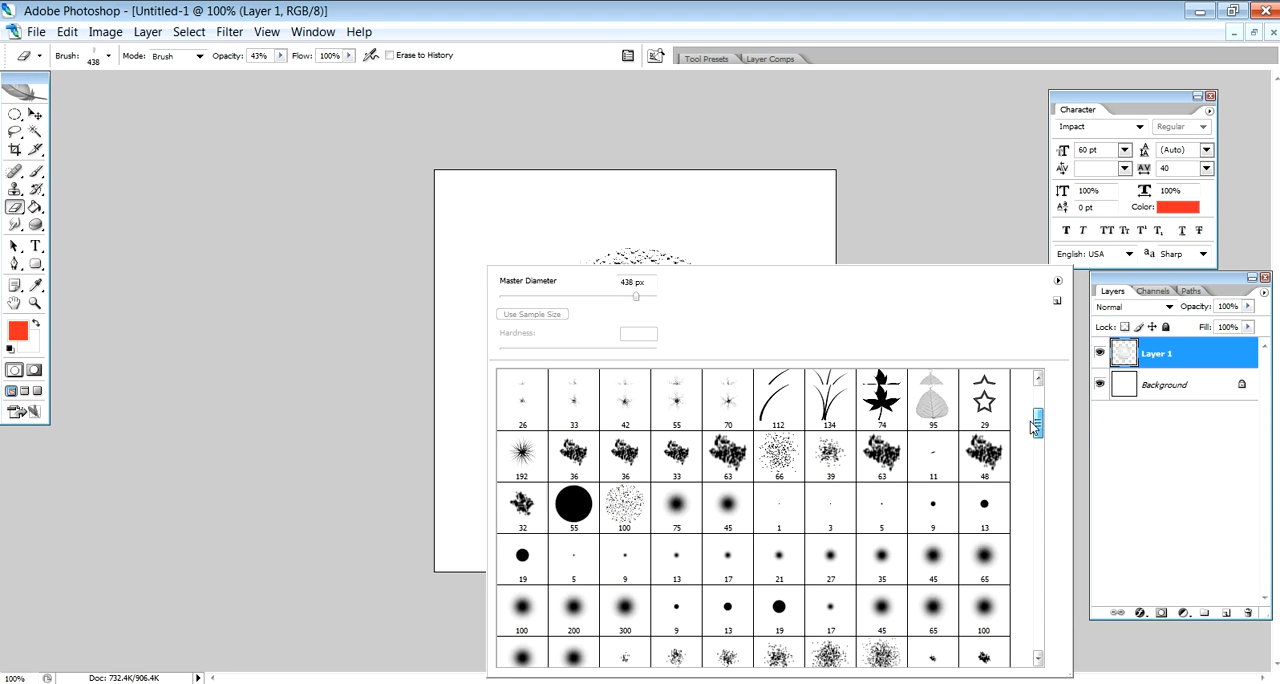 Adobe Photoshop - [Untitled-1 @ 100% (Layer 1, RGB/8)]
File Edit Image Layer Select Filter View Window Help
Brush: 438 Mode: Brush Opacity: 43% Flow: 100% Erase to History
Tool Presets Layer Comps
Character
Impact Regular
60 pt (Auto)
40
100% 100%
0 pt Color:
T T TT Tr T¹ T₁ T T
English: USA aa Sharp
Master Diameter 438 px
Use Sample Size
Hardness:
26 33 42 55 70 112 134 74 95 29
192 36 36 33 63 66 39 63 11 48
32 55 100 75 45 1 3 5 9 13
19 5 9 13 17 21 27 35 45 65
100 200 300 9 13 19 17 45 65 100
Layers Channels Paths
Normal Opacity: 100%
Lock: Fill: 100%
Layer 1
Background
100% Doc: 732.4K/906.4K